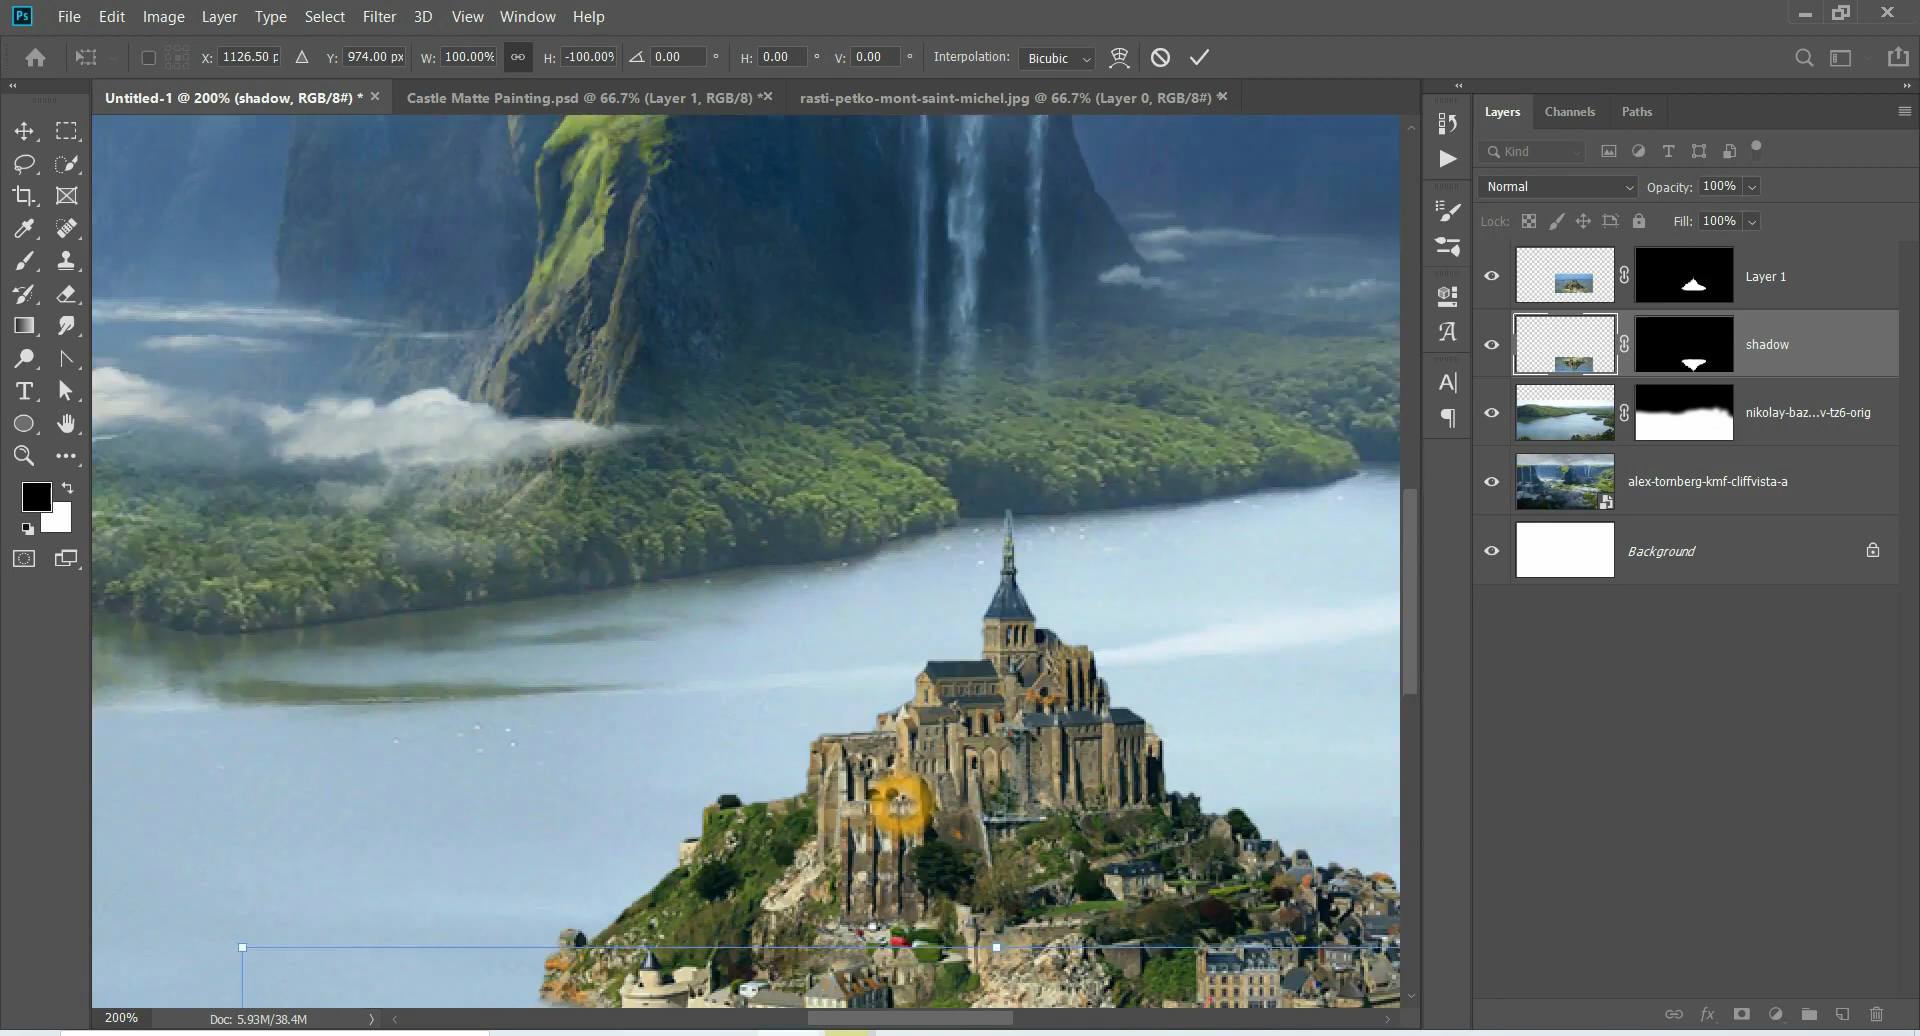 Ps File Edit Image Layer Type Select Filter 3D View Window Help
X: 1126.50 p Y: 974.00 px W: 100.00% H: -100.00% 0.00 ° H: 0.00 ° V: 0.00 ° Interpolation: Bicubic
Untitled-1 @ 200% (shadow, RGB/8#) * Castle Matte Painting.psd @ 66.7% (Layer 1, RGB/8) * rasti-petko-mont-saint-michel.jpg @ 66.7% (Layer 0, RGB/8#) *
Layers Channels Paths
Kind
Normal Opacity: 100%
Lock: Fill: 100%
Layer 1
shadow
nikolay-baz...v-tz6-orig
alex-tornberg-kmf-cliffvista-a
Background
200% Doc: 5.93M/38.4M